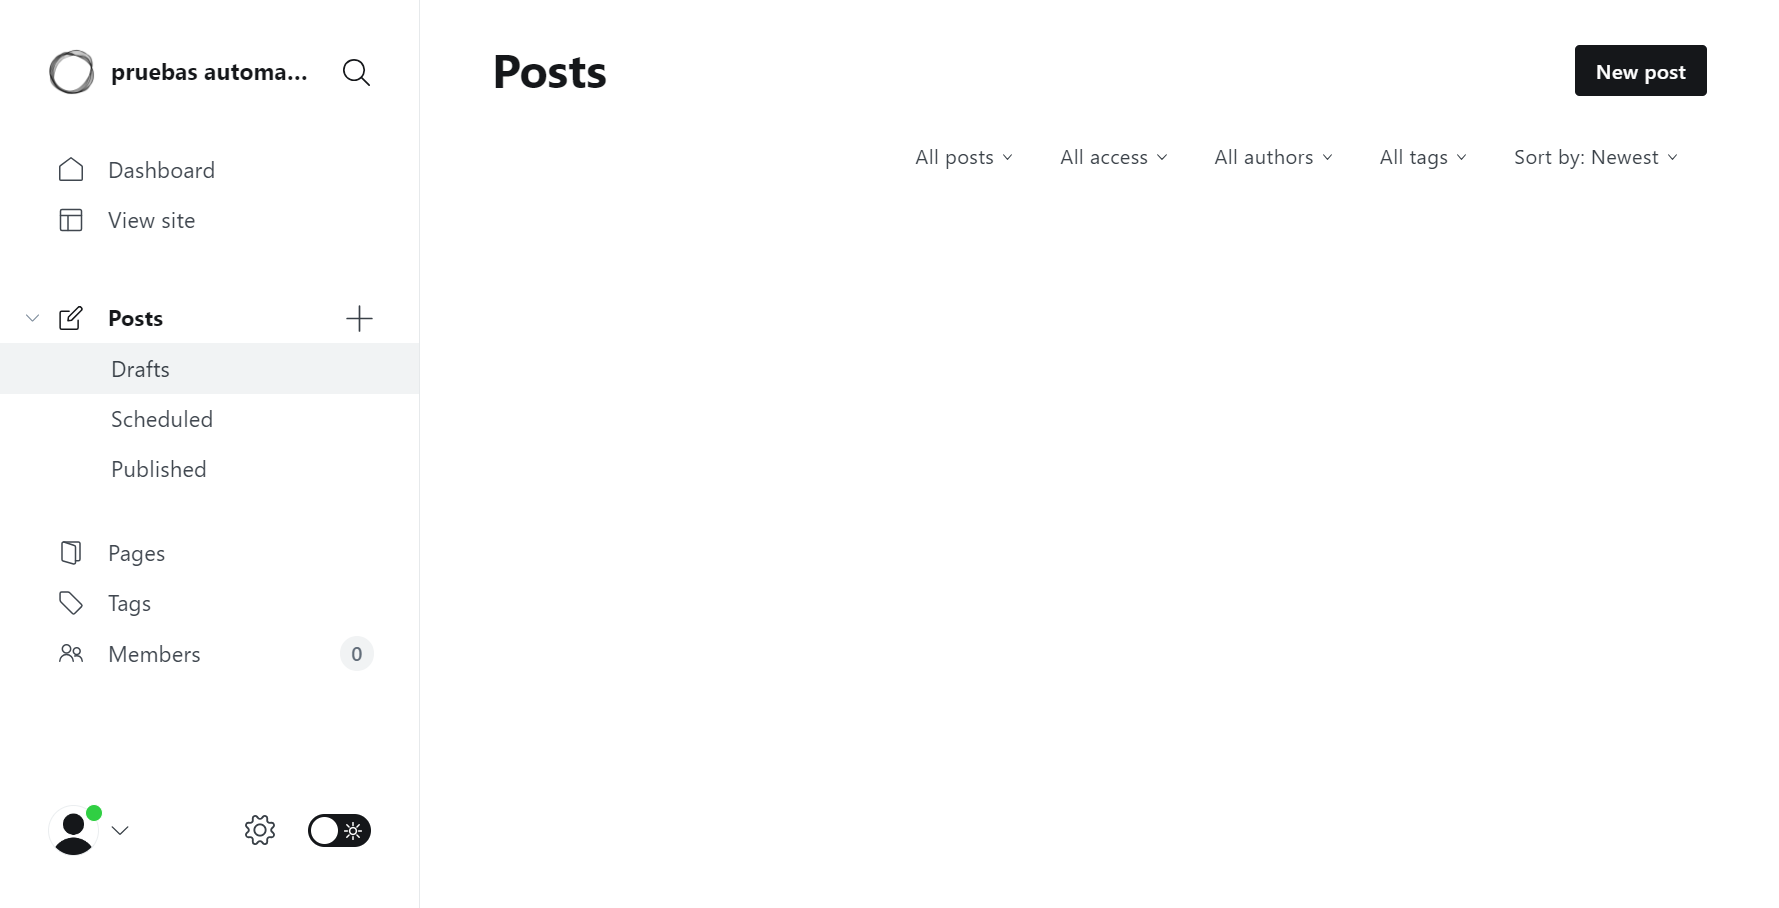 pruebas automa...
Dashboard
View site
Posts
Drafts
Scheduled
Published
Pages
Tags
Members 0
Posts
New post
All posts All access All authors All tags Sort by: Newest